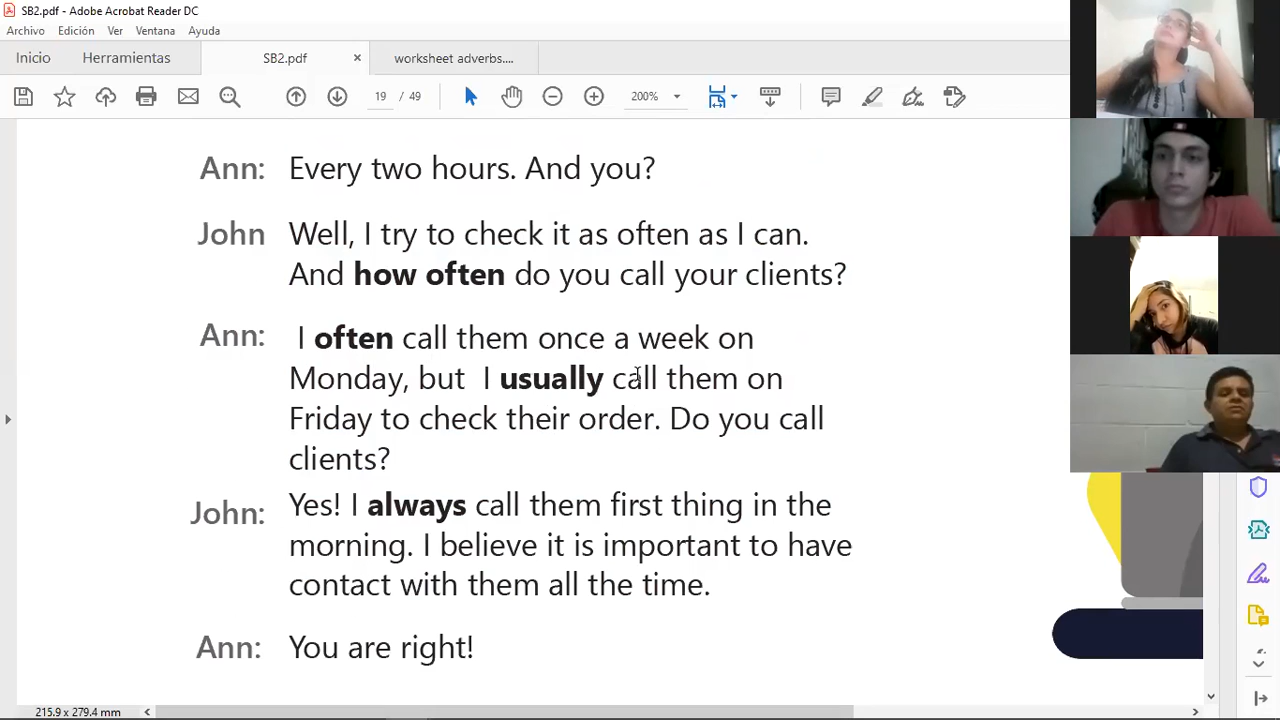 SB2.pdf - Adobe Acrobat Reader DC
Archivo Edición Ver Ventana Ayuda
Inicio Herramientas SB2.pdf × worksheet adverbs....
19 / 49 200%
Ann: Every two hours. And you?
John Well, I try to check it as often as I can.
And how often do you call your clients?
Ann: I often call them once a week on
Monday, but I usually call them on
Friday to check their order. Do you call
clients?
John: Yes! I always call them first thing in the
morning. I believe it is important to have
contact with them all the time.
Ann: You are right!
215.9 x 279.4 mm